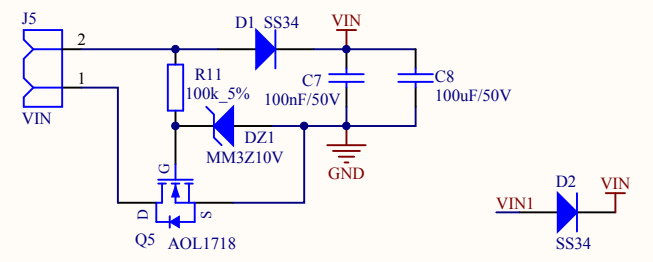 J5
D1 SS34
VIN
2
R11
100k_5%
C7
100nF/50V
C8
100uF/50V
1
VIN
DZ1
MM3Z10V
GND
G
D
S
Q5
AOL1718
D2
VIN1
VIN
SS34